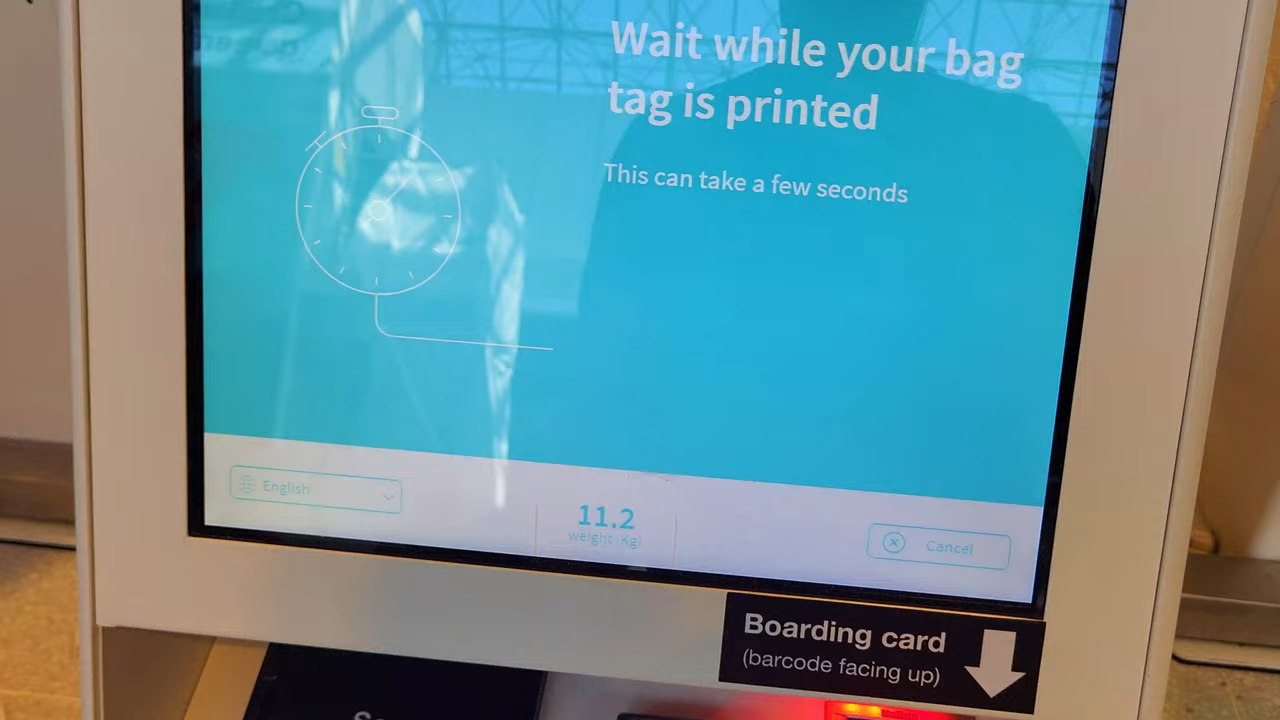 Wait while your bag
tag is printed
This can take a few seconds
English
11.2
weight (Kg)
Cancel
Boarding card
(barcode facing up)